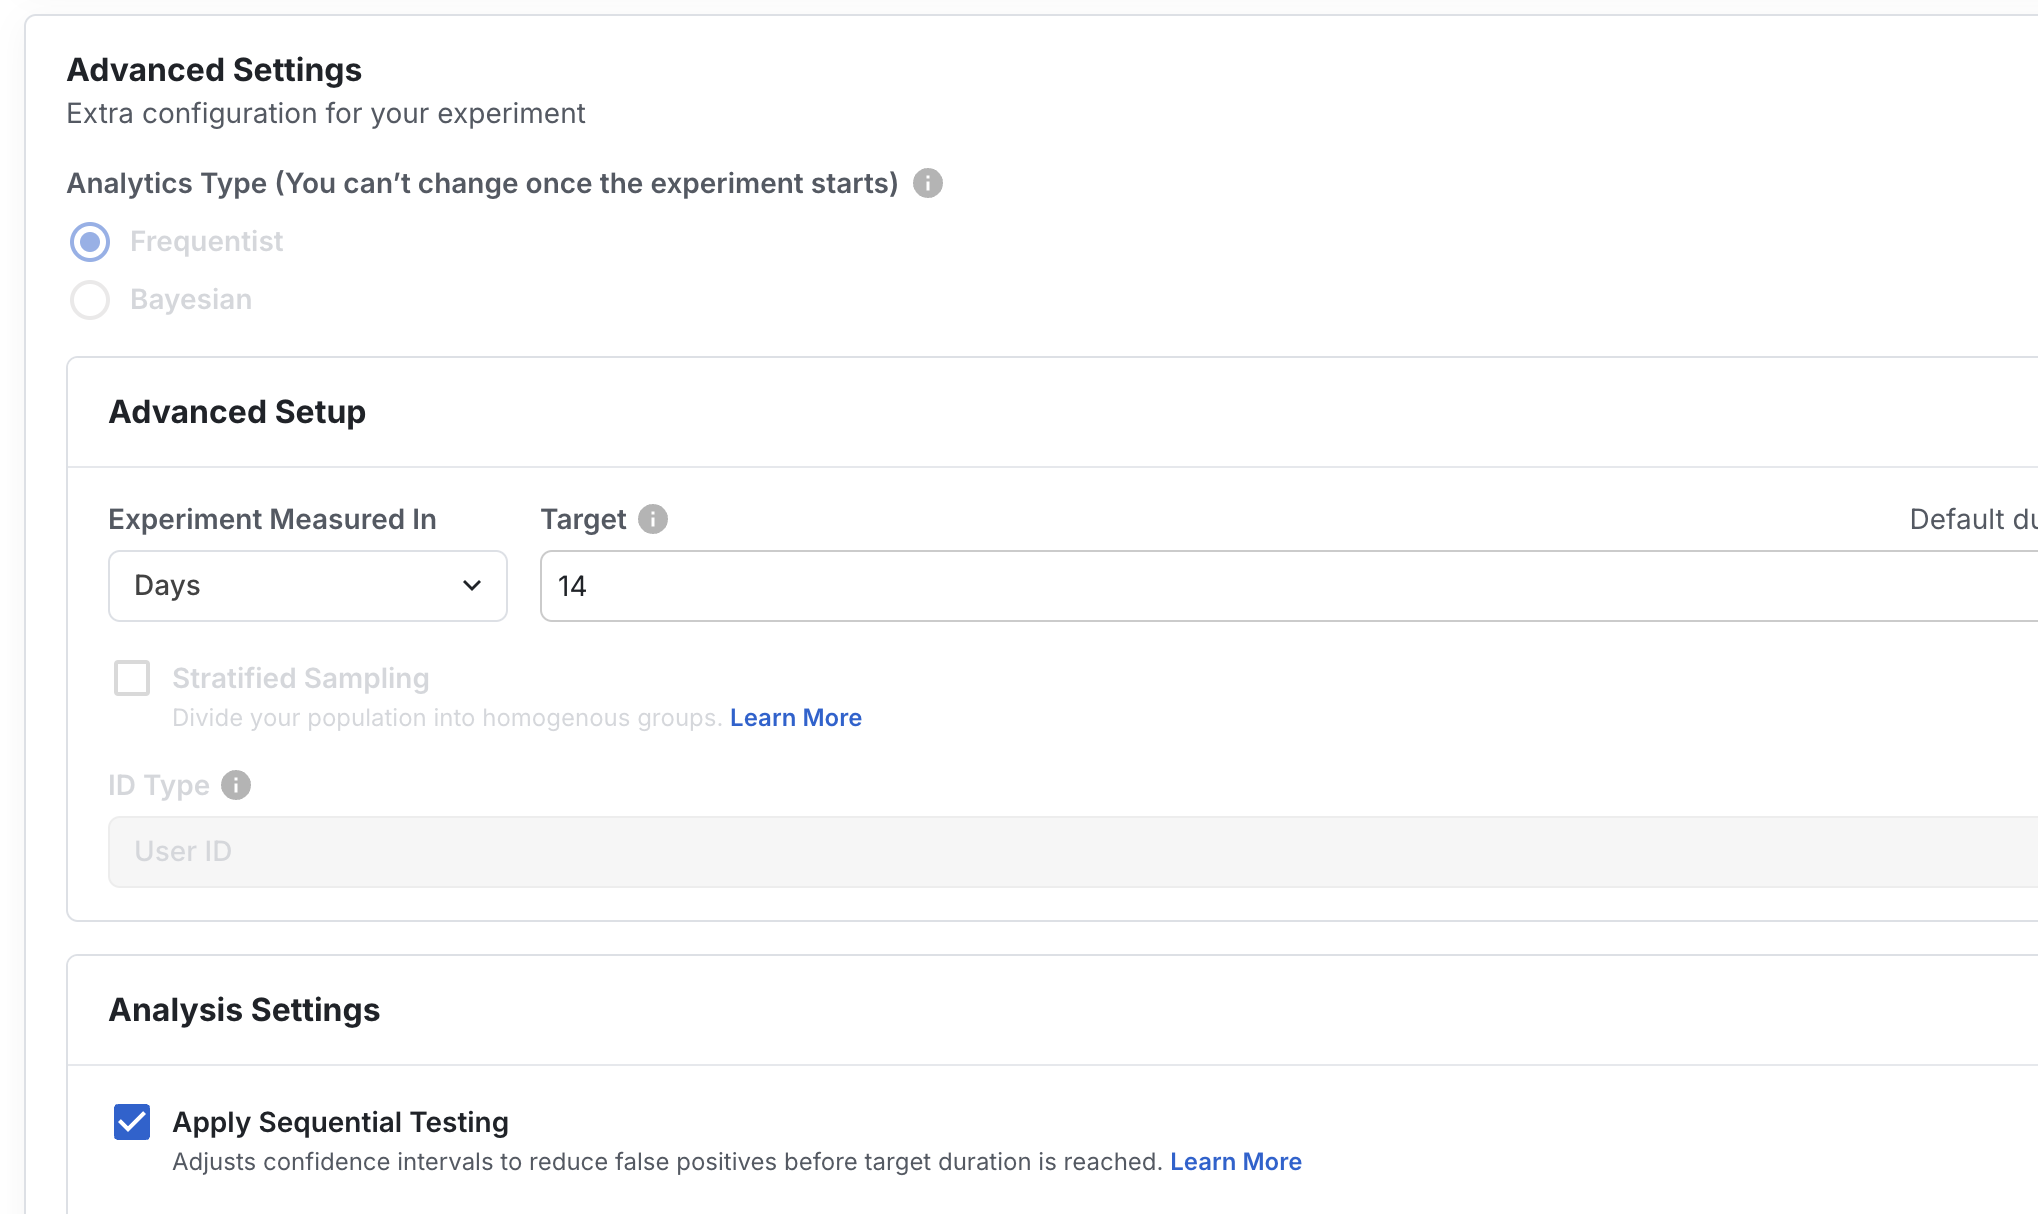 Advanced Settings
Extra configuration for your experiment
Analytics Type (You can’t change once the experiment starts)
Frequentist
Bayesian
Advanced Setup
Experiment Measured In
Target
Default du
Days
14
Stratified Sampling
Divide your population into homogenous groups. Learn More
ID Type
User ID
Analysis Settings
Apply Sequential Testing
Adjusts confidence intervals to reduce false positives before target duration is reached. Learn More